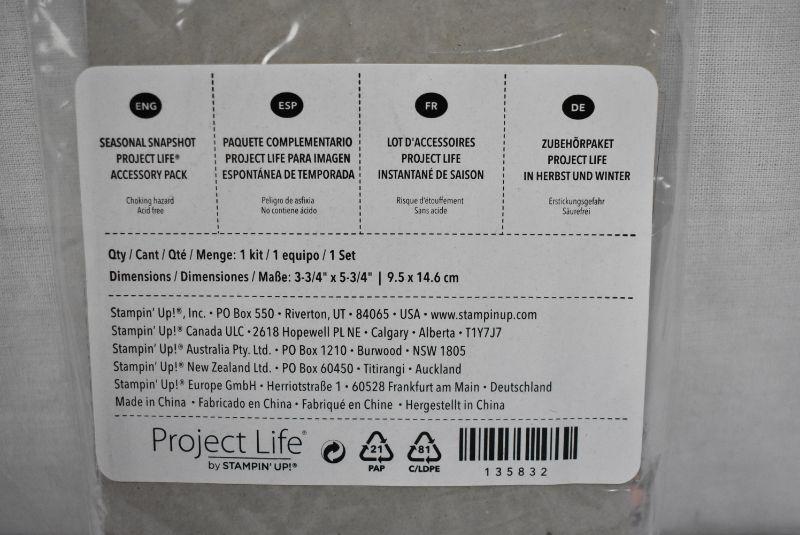 ENG
SEASONAL SNAPSHOT
PROJECT LIFE®
ACCESSORY PACK
Choking hazard
Acid free
ESP
PAQUETE COMPLEMENTARIO
PROJECT LIFE PARA IMAGEN
ESPONTÁNEA DE TEMPORADA
Peligro de asfixia
No contiene ácido
FR
LOT D'ACCESSOIRES
PROJECT LIFE
INSTANTANÉ DE SAISON
Risque d'étouffement
Sans acide
DE
ZUBEHÖRPAKET
PROJECT LIFE
IN HERBST UND WINTER
Erstickungsgefahr
Säurefrei
Qty / Cant / Qté / Menge: 1 kit / 1 equipo / 1 Set
Dimensions / Dimensiones / Maße: 3-3/4" x 5-3/4" | 9.5 x 14.6 cm
Stampin' Up!®, Inc. • PO Box 550 • Riverton, UT • 84065 • USA • www.stampinup.com
Stampin' Up!® Canada ULC • 2618 Hopewell PL NE • Calgary • Alberta • T1Y7J7
Stampin' Up!® Australia Pty. Ltd. • PO Box 1210 • Burwood • NSW 1805
Stampin' Up!® New Zealand Ltd. • PO Box 60450 • Titirangi • Auckland
Stampin' Up!® Europe GmbH • Herriotstraße 1 • 60528 Frankfurt am Main • Deutschland
Made in China • Fabricado en China • Fabriqué en Chine • Hergestellt in China
Project Life®
by STAMPIN' UP!®
21
PAP
81
C/LDPE
135832